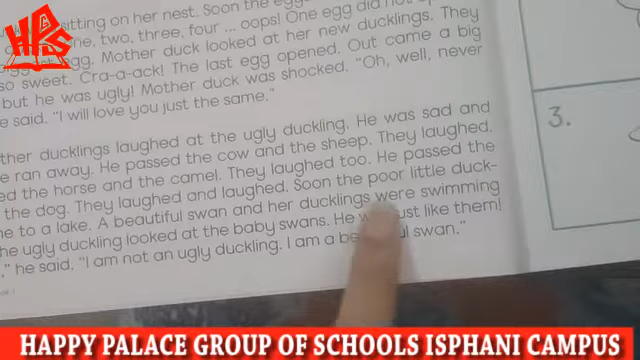 HPS
sitting on her nest. Soon the eggs
one, two, three, four ... oops! One egg did not
egg. Mother duck looked at her new ducklings. They
so sweet. Cra-a-ack! The last egg opened. Out came a big
but he was ugly! Mother duck was shocked. "Oh, well, never
said. "I will love you just the same."
ther ducklings laughed at the ugly duckling. He was sad and
ran away. He passed the cow and the sheep. They laughed.
ed the horse and the camel. They laughed too. He passed the
the dog. They laughed and laughed. Soon the poor little duck-
to a lake. A beautiful swan and her ducklings were swimming
he ugly duckling looked at the baby swans. He just like them!
," he said. "I am not an ugly duckling. I am a swan."
3.
HAPPY PALACE GROUP OF SCHOOLS ISPHANI CAMPUS